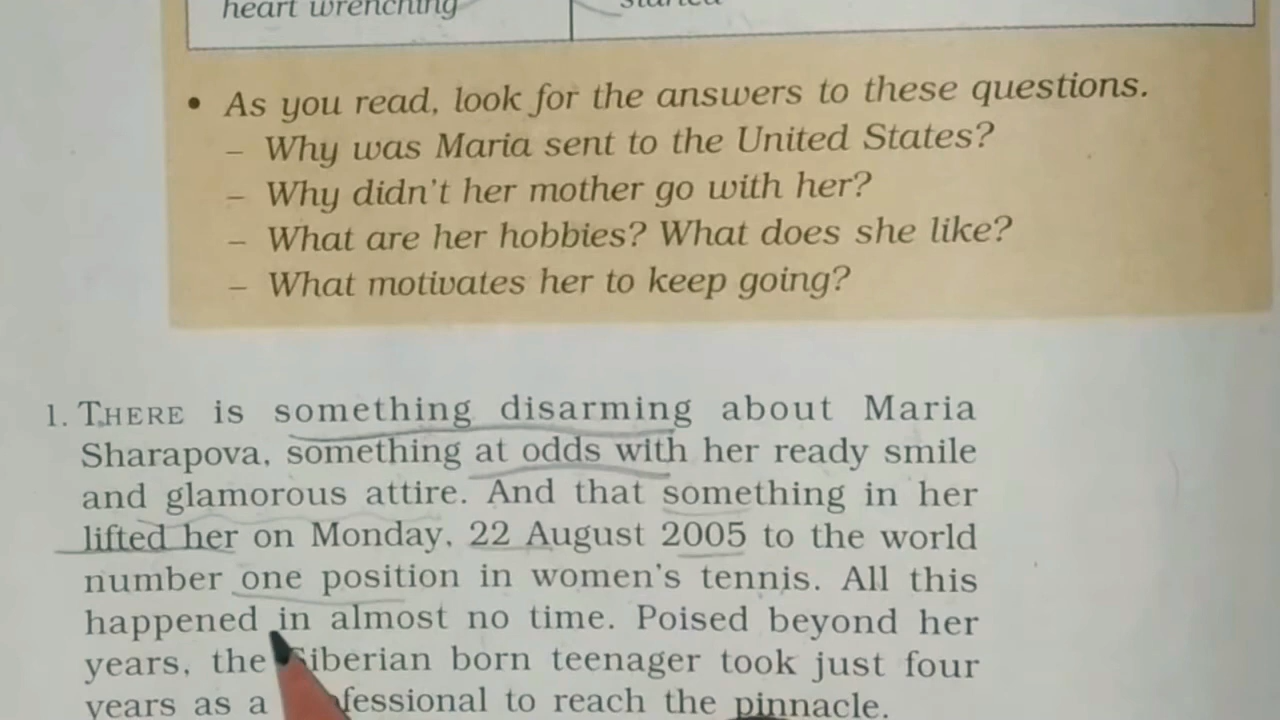 heart wrenching started
• As you read, look for the answers to these questions.
– Why was Maria sent to the United States?
– Why didn't her mother go with her?
– What are her hobbies? What does she like?
– What motivates her to keep going?
1. THERE is something disarming about Maria
Sharapova, something at odds with her ready smile
and glamorous attire. And that something in her
lifted her on Monday, 22 August 2005 to the world
number one position in women's tennis. All this
happened in almost no time. Poised beyond her
years, the Siberian born teenager took just four
years as a professional to reach the pinnacle.